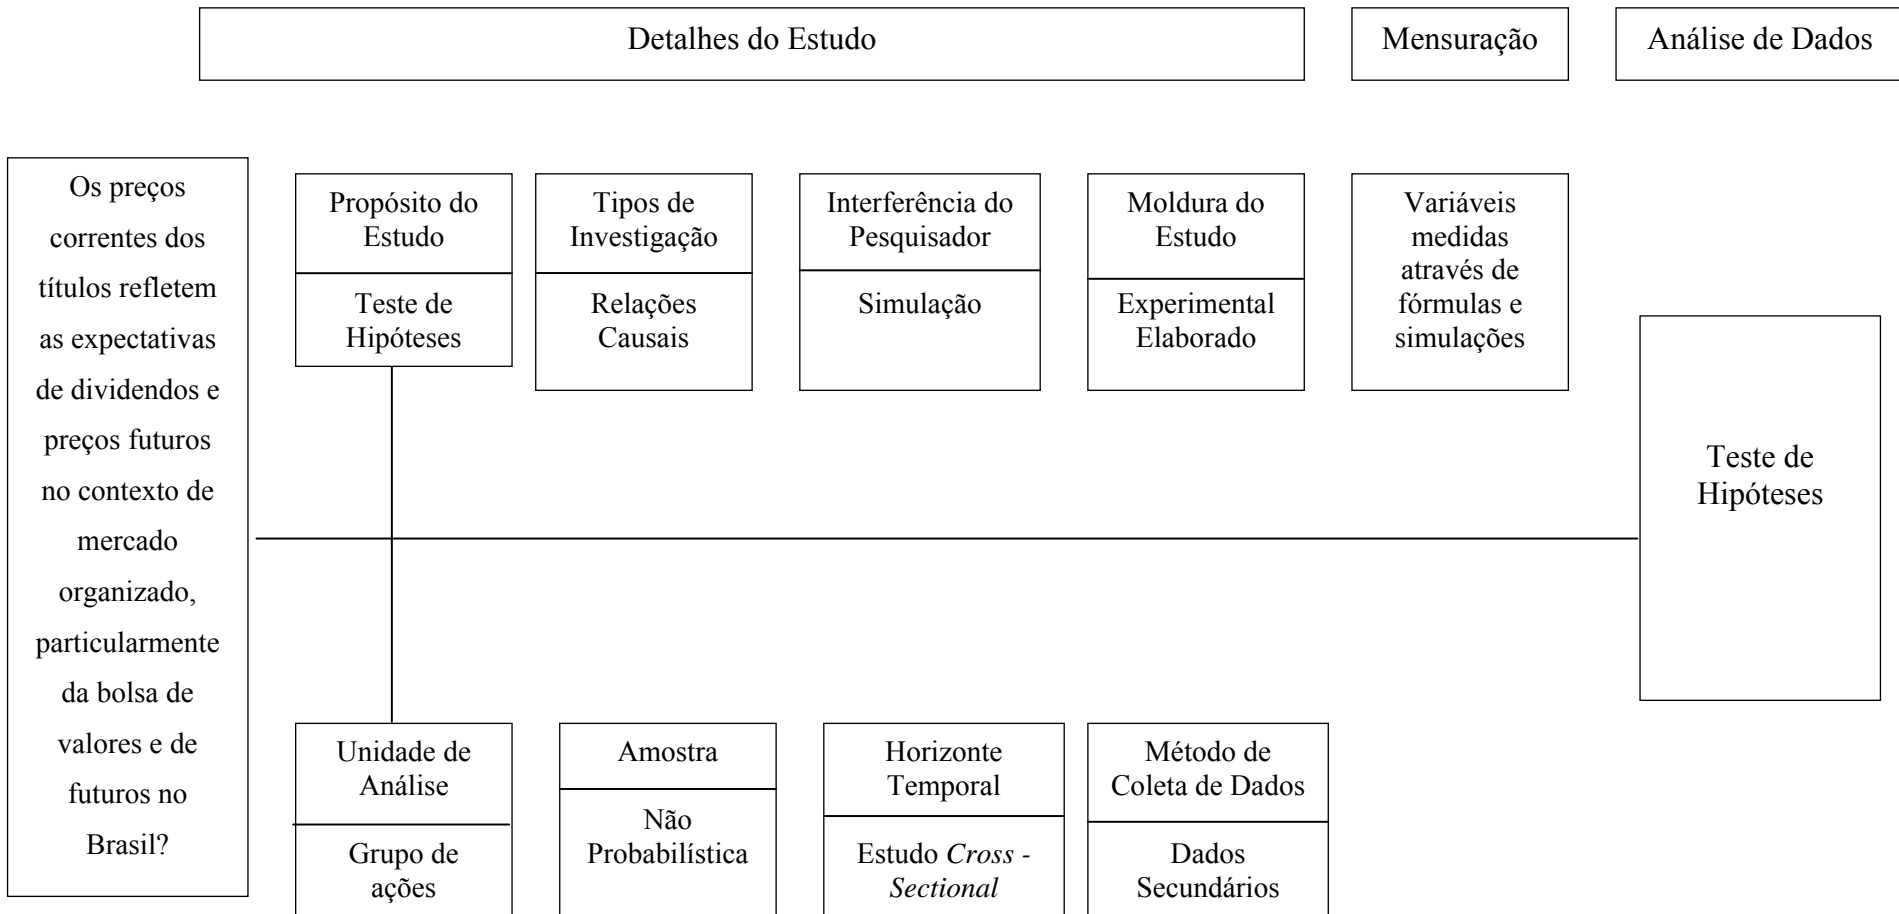 Detalhes do Estudo
Mensuração
Análise de Dados
Os preços
correntes dos
títulos refletem
as expectativas
de dividendos e
preços futuros
no contexto de
mercado
organizado,
particularmente
da bolsa de
valores e de
futuros no
Brasil?
Propósito do
Estudo
Teste de
Hipóteses
Tipos de
Investigação
Relações
Causais
Interferência do
Pesquisador
Simulação
Moldura do
Estudo
Experimental
Elaborado
Variáveis
medidas
através de
fórmulas e
simulações
Teste de
Hipóteses
Unidade de
Análise
Grupo de
ações
Amostra
Não
Probabilística
Horizonte
Temporal
Estudo Cross -
Sectional
Método de
Coleta de Dados
Dados
Secundários